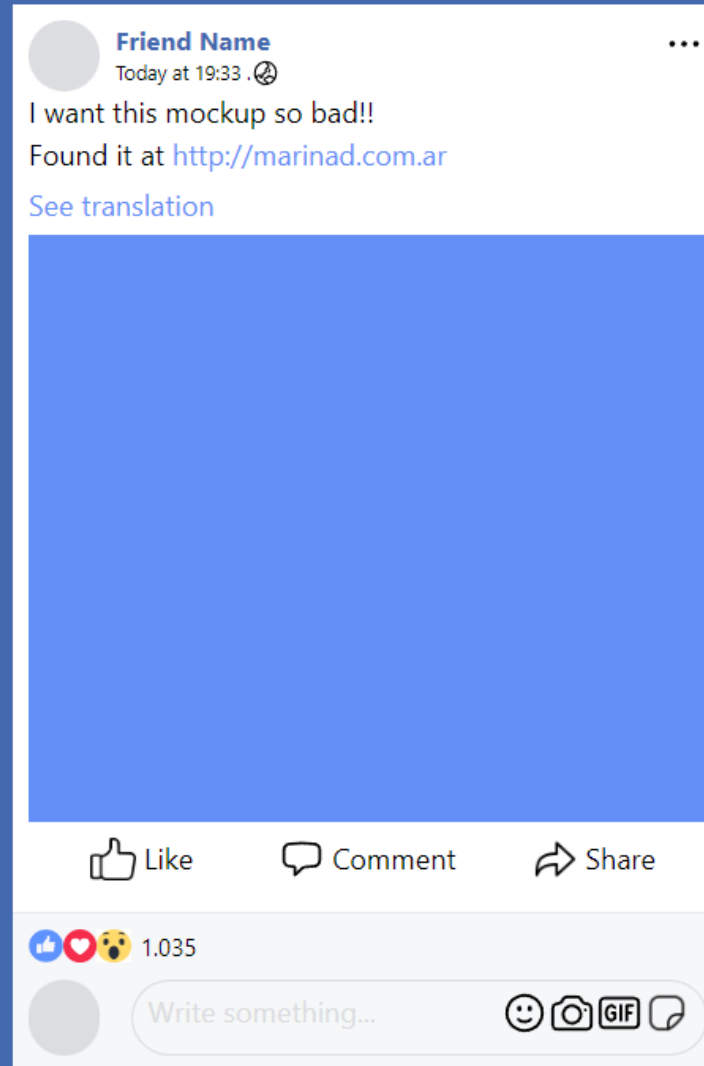 Friend Name
Today at 19:33 .
I want this mockup so bad!!
Found it at http://marinad.com.ar
See translation
Like Comment Share
1.035
Write something... GIF